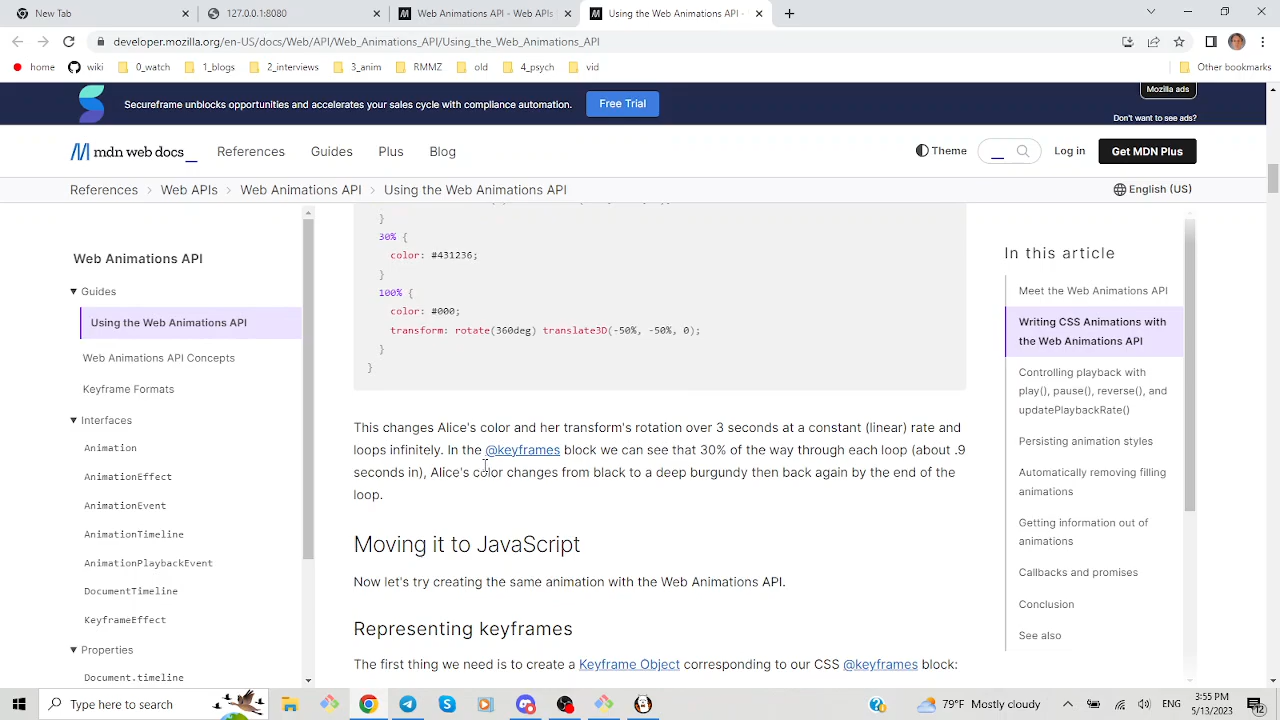 New Tab
127.0.0.1:8080
Web Animations API - Web APIs
Using the Web Animations API -
developer.mozilla.org/en-US/docs/Web/API/Web_Animations_API/Using_the_Web_Animations_API
home
wiki
0_watch
1_blogs
2_interviews
3_anim
RMMZ
old
4_psych
vid
Other bookmarks
Secureframe unblocks opportunities and accelerates your sales cycle with compliance automation.
Free Trial
Mozilla ads
Don't want to see ads?
mdn web docs_
References
Guides
Plus
Blog
Theme
Log in
Get MDN Plus
References > Web APIs > Web Animations API > Using the Web Animations API
English (US)
Web Animations API
Guides
Using the Web Animations API
Web Animations API Concepts
Keyframe Formats
Interfaces
Animation
AnimationEffect
AnimationEvent
AnimationTimeline
AnimationPlaybackEvent
DocumentTimeline
KeyframeEffect
Properties
Document.timeline
}
30% {
color: #431236;
}
100% {
color: #000;
transform: rotate(360deg) translate3D(-50%, -50%, 0);
}
}
This changes Alice's color and her transform's rotation over 3 seconds at a constant (linear) rate and
loops infinitely. In the @keyframes block we can see that 30% of the way through each loop (about .9
seconds in), Alice's color changes from black to a deep burgundy then back again by the end of the
loop.
Moving it to JavaScript
Now let's try creating the same animation with the Web Animations API.
Representing keyframes
The first thing we need is to create a Keyframe Object corresponding to our CSS @keyframes block:
In this article
Meet the Web Animations API
Writing CSS Animations with
the Web Animations API
Controlling playback with
play(), pause(), reverse(), and
updatePlaybackRate()
Persisting animation styles
Automatically removing filling
animations
Getting information out of
animations
Callbacks and promises
Conclusion
See also
Type here to search
79°F Mostly cloudy
ENG
3:55 PM
5/13/2023
12